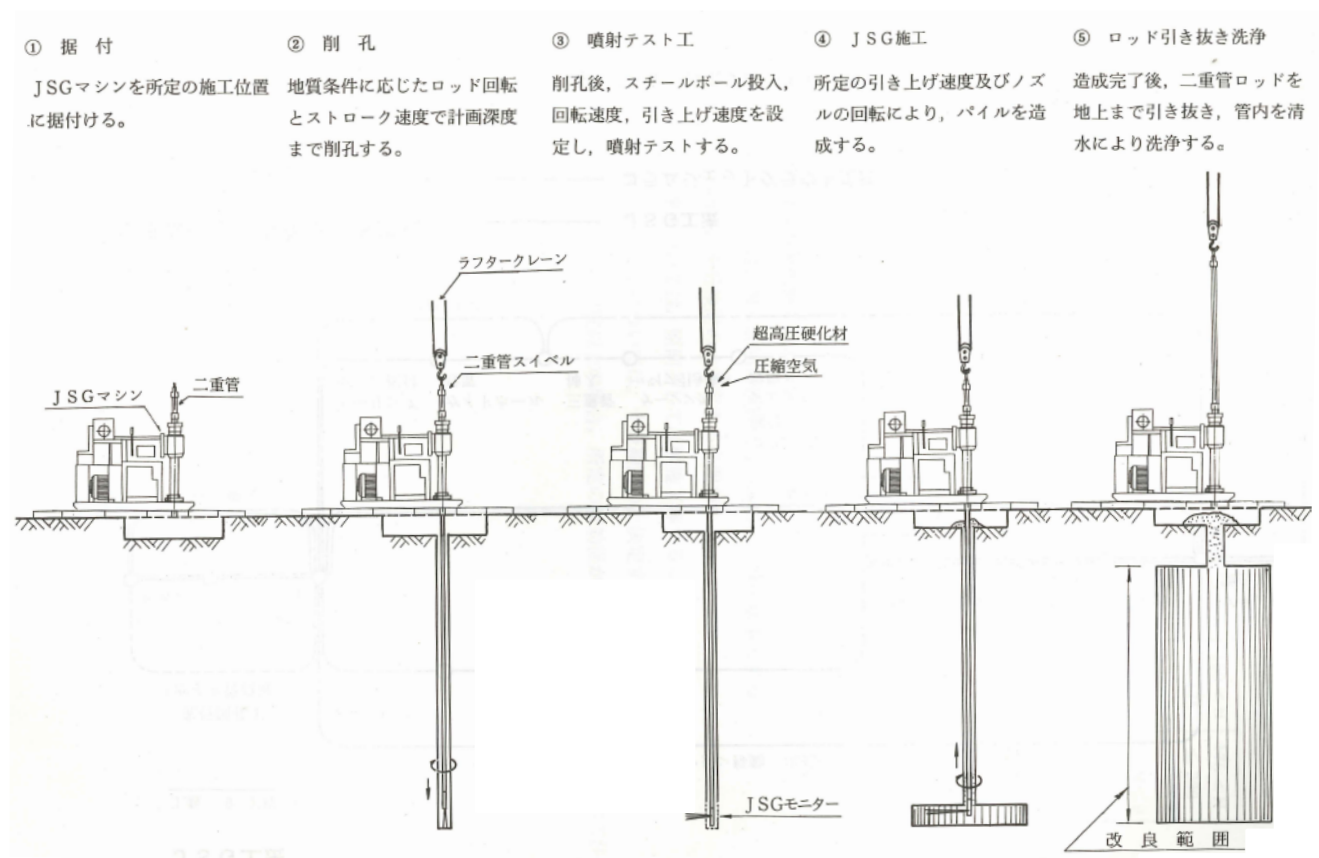 ① 据 付
JSGマシンを所定の施工位置
に据付ける。
② 削 孔
地質条件に応じたロッド回転
とストローク速度で計画深度
まで削孔する。
③ 噴射テスト工
削孔後，スチールボール投入，
回転速度，引き上げ速度を設
定し，噴射テストする。
④ JSG施工
所定の引き上げ速度及びノズ
ルの回転により，パイルを造
成する。
⑤ ロッド引き抜き洗浄
造成完了後，二重管ロッドを
地上まで引き抜き，管内を清
水により洗浄する。
JSGマシン
二重管
ラフタークレーン
二重管スイベル
超高圧硬化材
圧縮空気
JSGモニター
改 良 範 囲